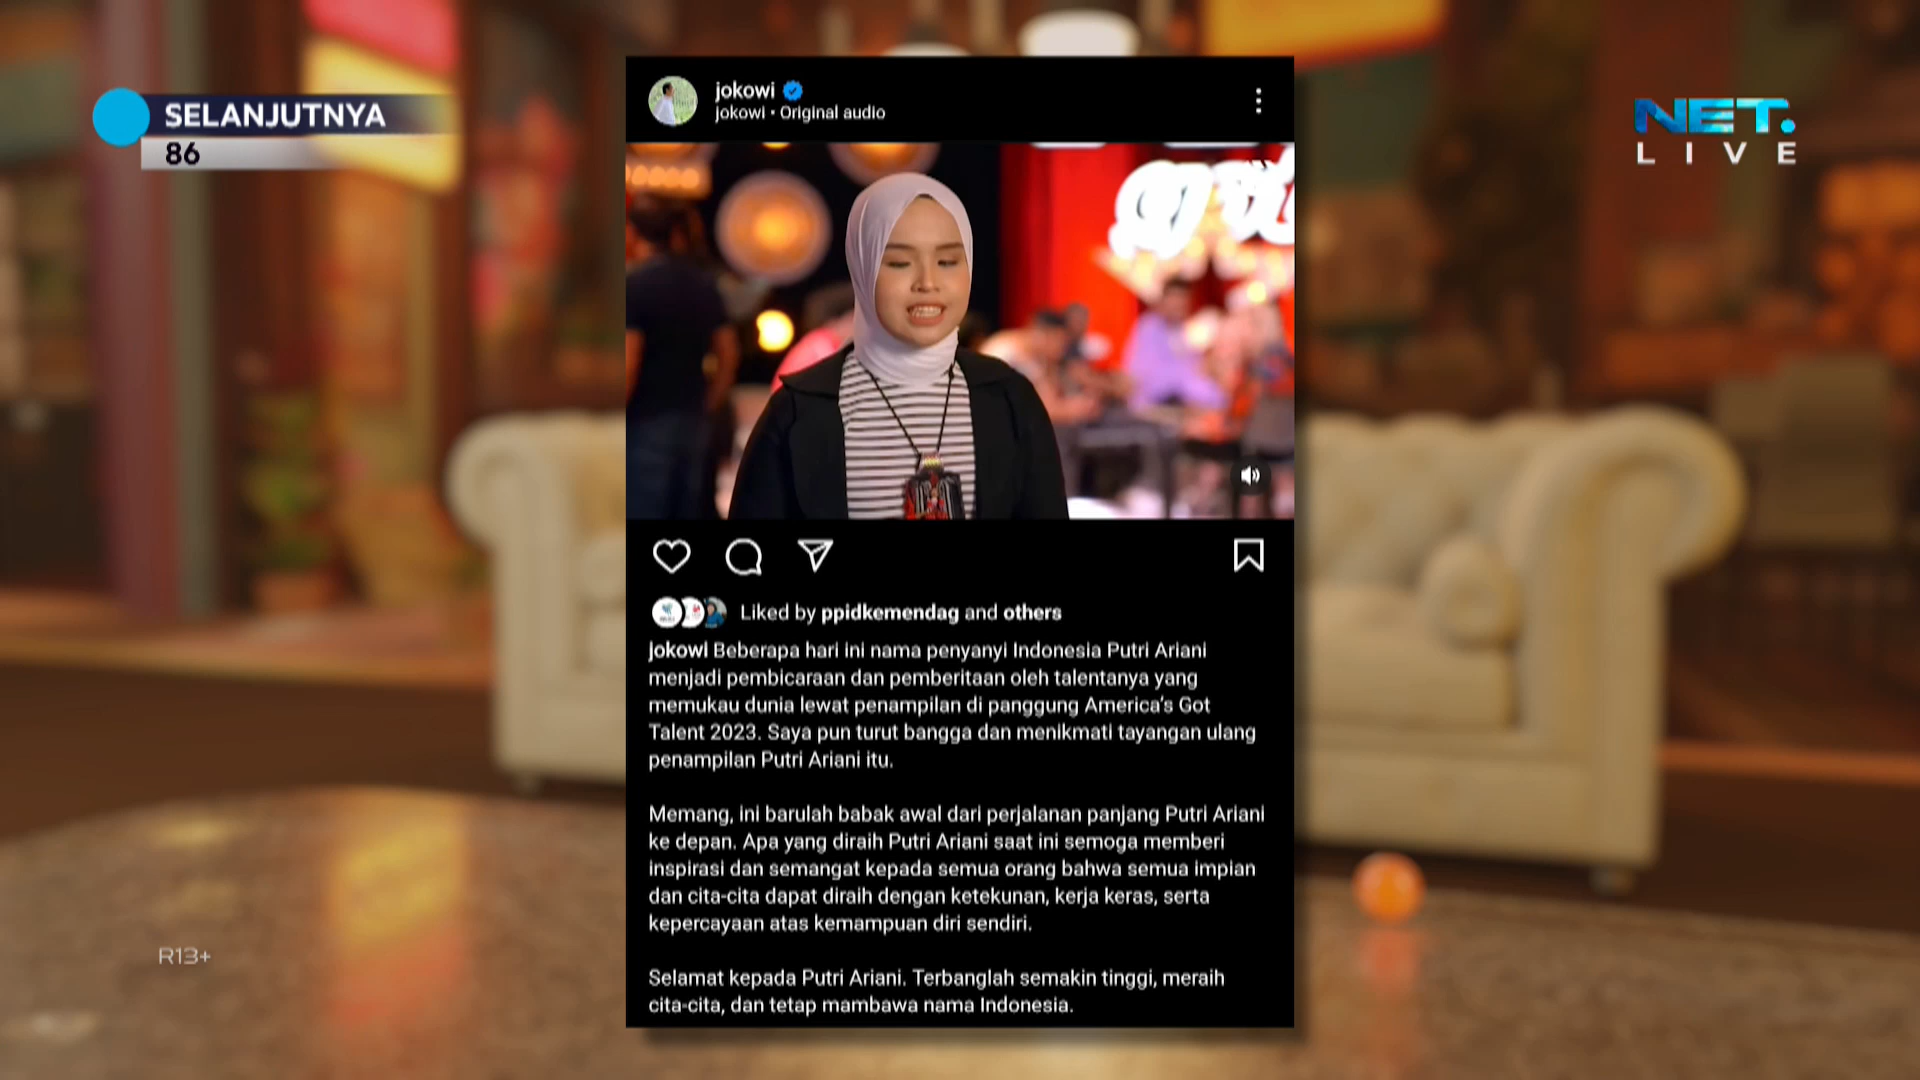 SELANJUTNYA
86
NET.
LIVE
jokowi
jokowi • Original audio
Liked by ppidkemendag and others
jokowi Beberapa hari ini nama penyanyi Indonesia Putri Ariani
menjadi pembicaraan dan pemberitaan oleh talentanya yang
memukau dunia lewat penampilan di panggung America's Got
Talent 2023. Saya pun turut bangga dan menikmati tayangan ulang
penampilan Putri Ariani itu.
Memang, ini barulah babak awal dari perjalanan panjang Putri Ariani
ke depan. Apa yang diraih Putri Ariani saat ini semoga memberi
inspirasi dan semangat kepada semua orang bahwa semua impian
dan cita-cita dapat diraih dengan ketekunan, kerja keras, serta
kepercayaan atas kemampuan diri sendiri.
Selamat kepada Putri Ariani. Terbanglah semakin tinggi, meraih
cita-cita, dan tetap mambawa nama Indonesia.
R13+